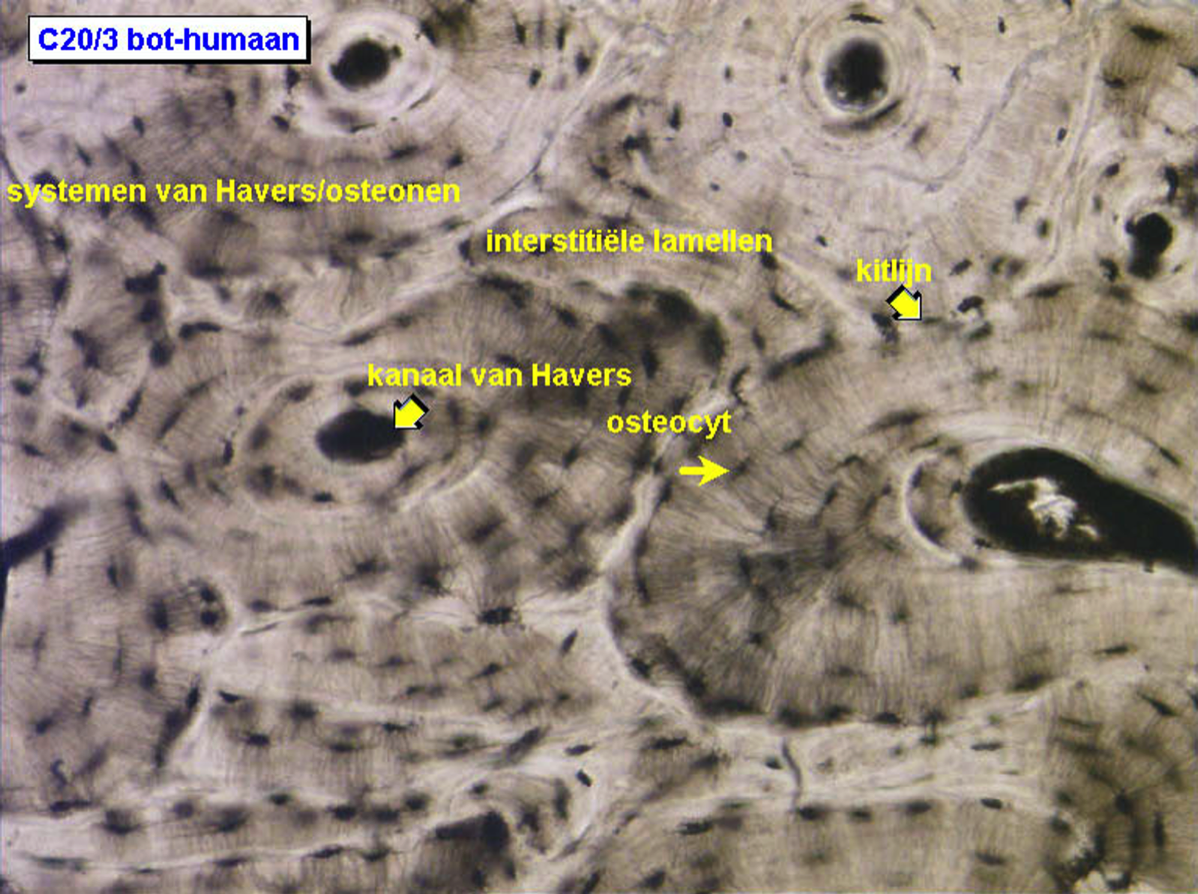 C20/3 bot-humaan
systemen van Havers/osteonen
interstitiële lamellen
kitlijn
kanaal van Havers
osteocyt